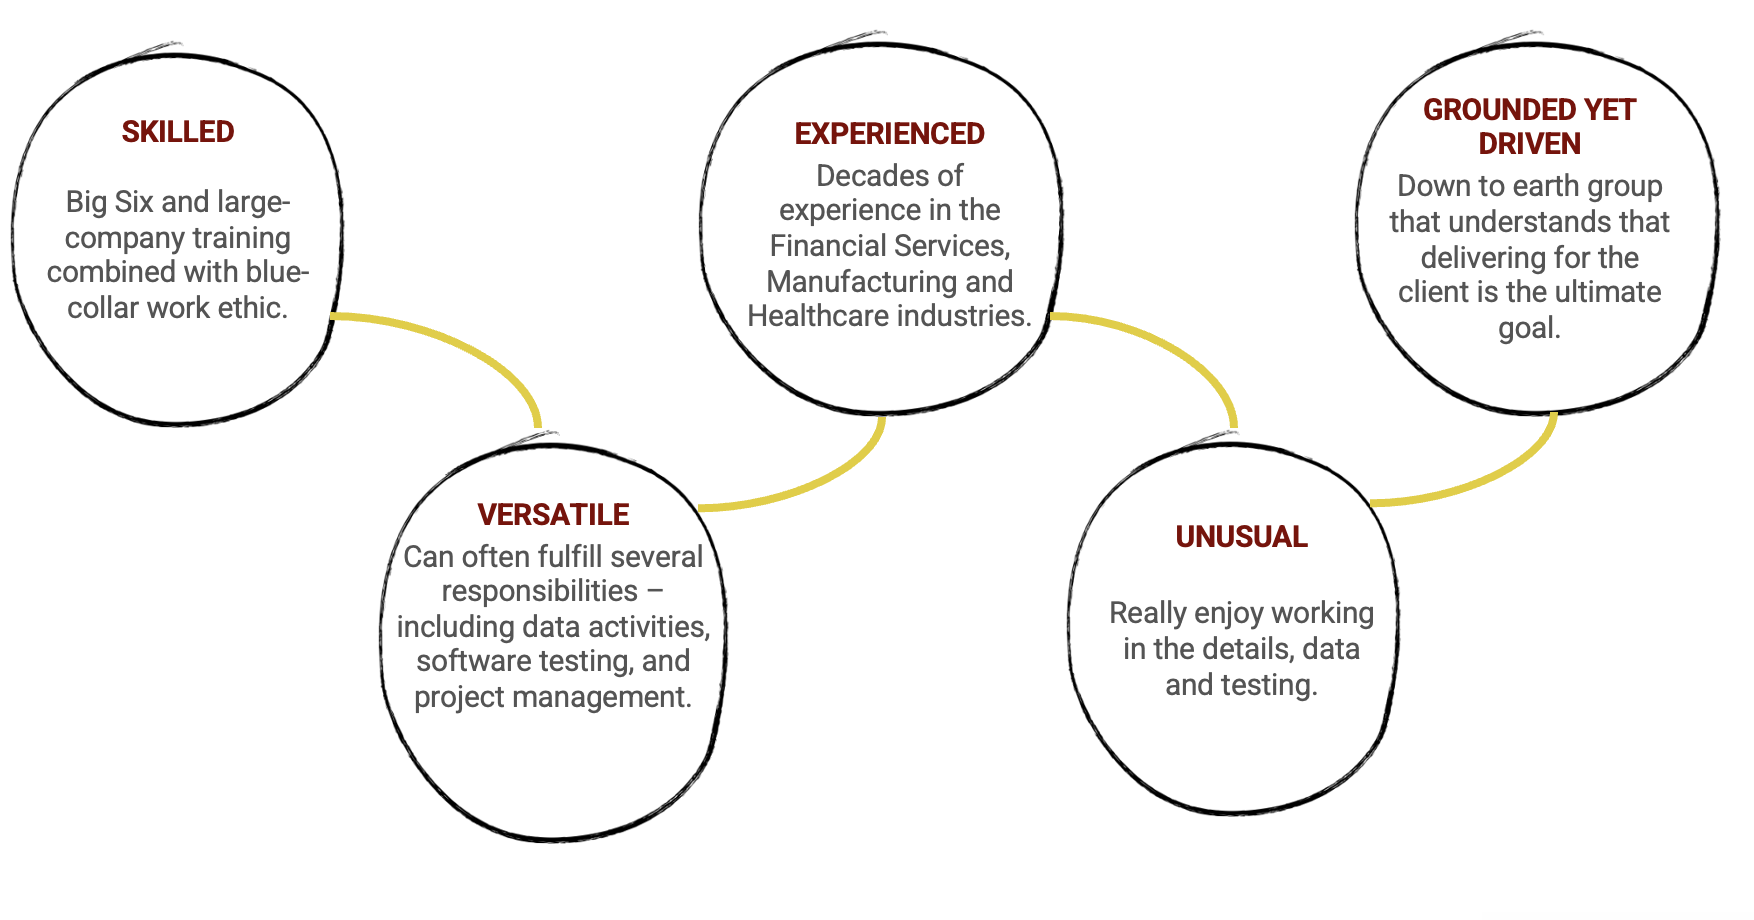 SKILLED
Big Six and large-
company training
combined with blue-
collar work ethic.
VERSATILE
Can often fulfill several
responsibilities –
including data activities,
software testing, and
project management.
EXPERIENCED
Decades of
experience in the
Financial Services,
Manufacturing and
Healthcare industries.
UNUSUAL
Really enjoy working
in the details, data
and testing.
GROUNDED YET
DRIVEN
Down to earth group
that understands that
delivering for the
client is the ultimate
goal.